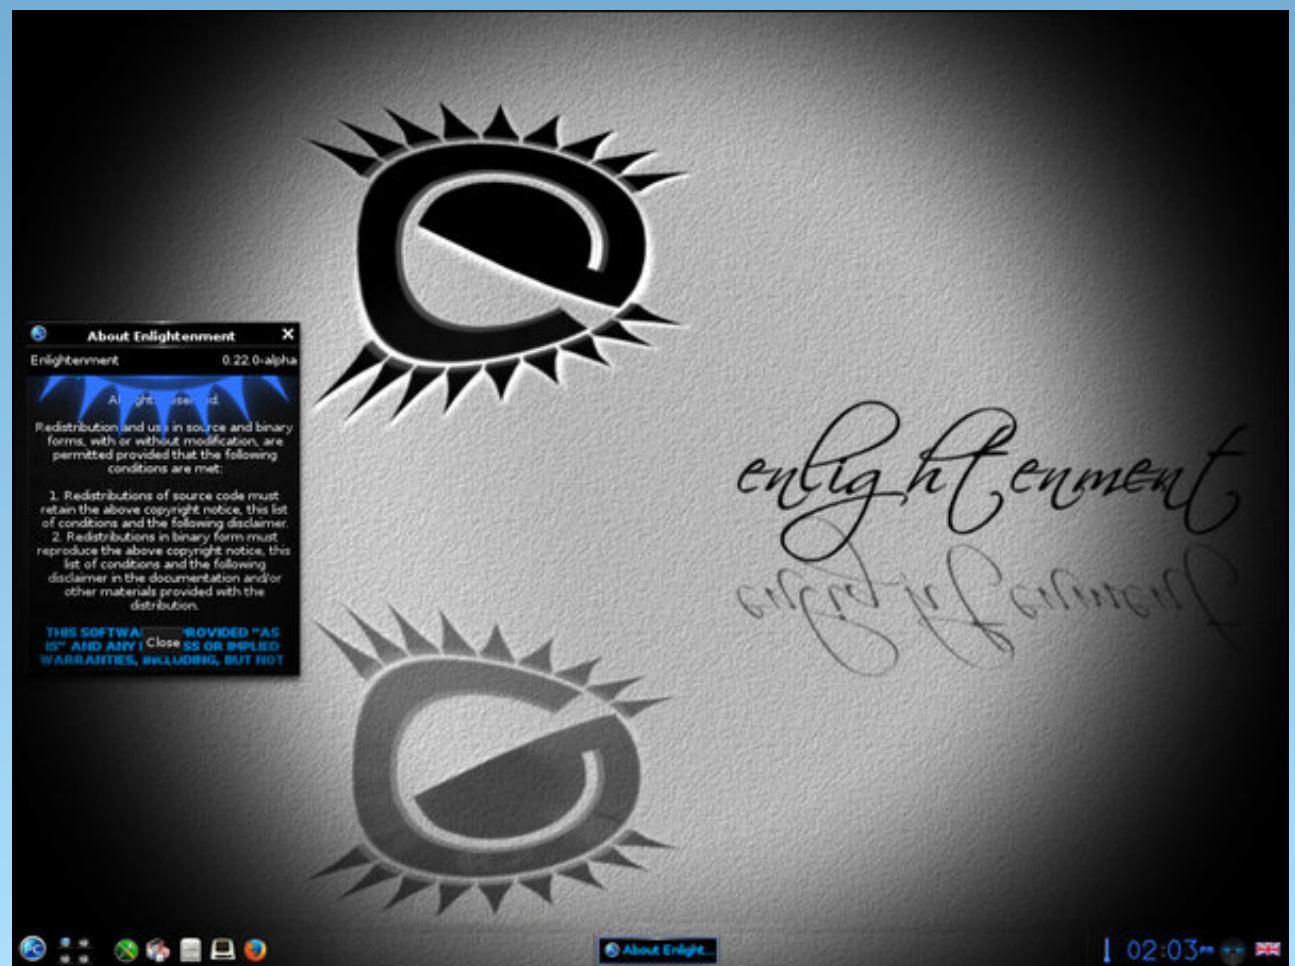 About Enlightenment
Enlightenment 0.22.0-alpha
All rights reserved.
Redistribution and use in source and binary
forms, with or without modification, are
permitted provided that the following
conditions are met:
1. Redistributions of source code must
retain the above copyright notice, this list
of conditions and the following disclaimer.
2. Redistributions in binary form must
reproduce the above copyright notice, this
list of conditions and the following
disclaimer in the documentation and/or
other materials provided with the
distribution.
THIS SOFTWA ROVIDED "AS
IS" AND ANY SS OR IMPLIED
WARRANTIES, INCLUDING, BUT NOT
Close
enlightenment
About Enlight...
02:03 PM